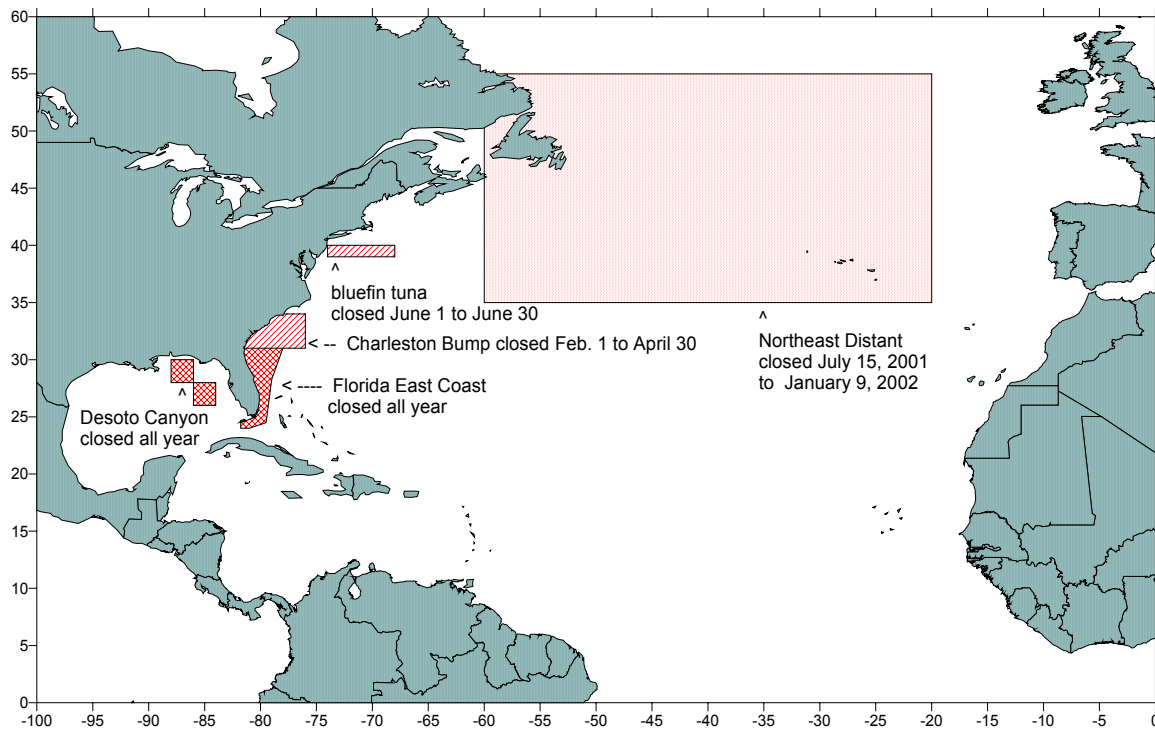 60
55
50
45
40
35
30
25
20
15
10
5
0
^
bluefin tuna
closed June 1 to June 30
^
Northeast Distant
closed July 15, 2001
to January 9, 2002
< -- Charleston Bump closed Feb. 1 to April 30
< ---- Florida East Coast
closed all year
^
Desoto Canyon
closed all year
-100 -95 -90 -85 -80 -75 -70 -65 -60 -55 -50 -45 -40 -35 -30 -25 -20 -15 -10 -5 0